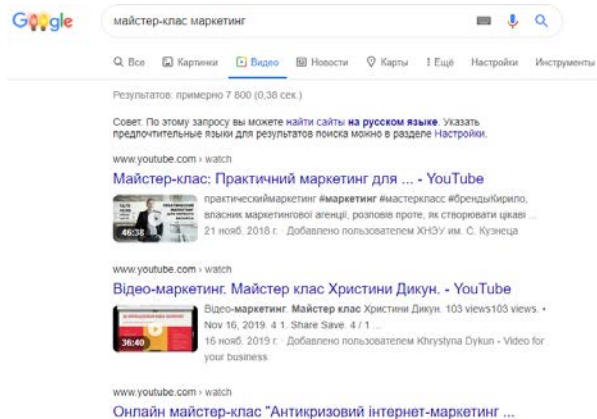 Google
майстер-клас маркетинг
Все Картинки Видео Новости Карты Ещё Настройки Инструменты
Результатов: примерно 7 800 (0,38 сек.)
Совет. По этому запросу вы можете найти сайты на русском языке. Указать
предпочтительные языки для результатов поиска можно в разделе Настройки.
www.youtube.com › watch
Майстер-клас: Практичний маркетинг для ... - YouTube
практическиймаркетинг #маркетинг #мастеркласс #брендыКирило,
власник маркетингової агенції, розповів проте, як створювати цікаві ...
21 нояб. 2018 г. · Добавлено пользователем ХНЭУ им. С. Кузнеца
46:38
www.youtube.com › watch
Відео-маркетинг. Майстер клас Христини Дикун. - YouTube
Відео-маркетинг. Майстер клас Христини Дикун. 103 views103 views. •
Nov 16, 2019. 4 1. Share Save. 4 / 1 ...
16 нояб. 2019 г. · Добавлено пользователем Khrystyna Dykun - Video for
your business
36:40
www.youtube.com › watch
Онлайн майстер-клас "Антикризовий інтернет-маркетинг ...